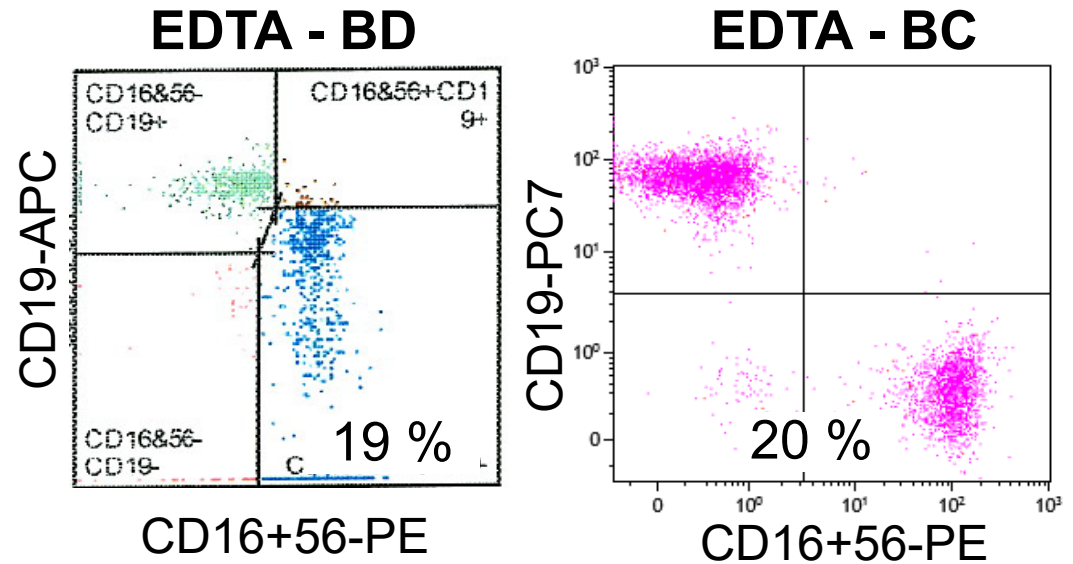 EDTA - BD
CD16&56-
CD19+
CD16&56+CD1
9+
CD19-APC
CD16&56-
CD19-
C
19 %
CD16+56-PE
EDTA - BC
10³
10²
10¹
10⁰
0
CD19-PC7
20 %
0
10⁰
10¹
10²
10³
CD16+56-PE